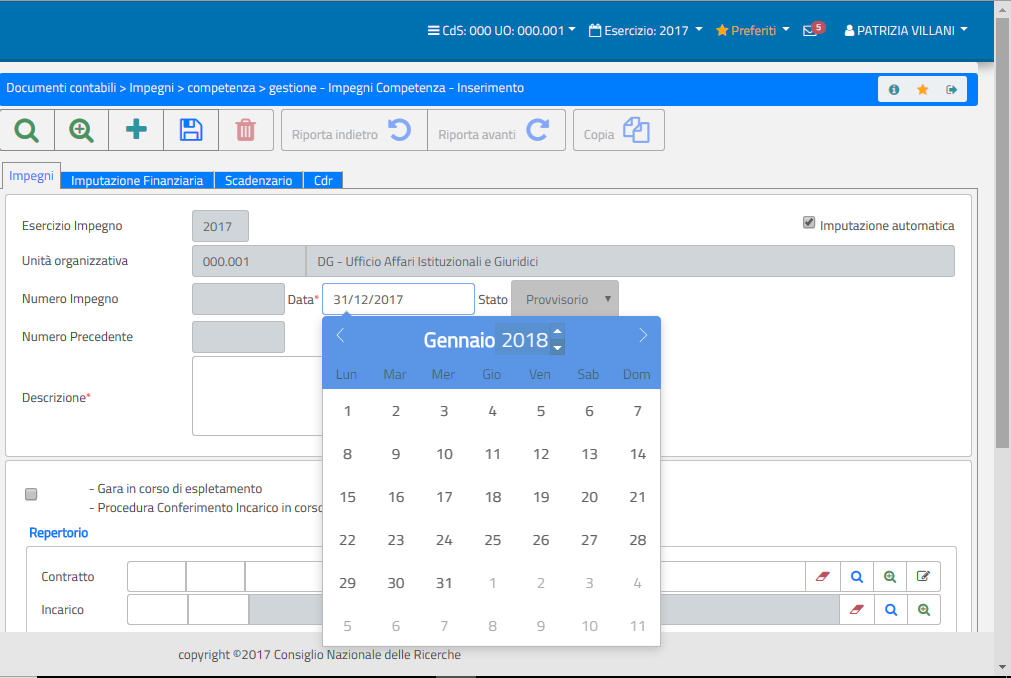 CdS: 000 UO: 000.001 Esercizio: 2017 Preferiti 5 PATRIZIA VILLANI
Documenti contabili > Impegni > competenza > gestione - Impegni Competenza - Inserimento
Riporta indietro Riporta avanti Copia
Impegni Imputazione Finanziaria Scadenzario Cdr
Esercizio Impegno 2017 Imputazione automatica
Unità organizzativa 000.001 DG - Ufficio Affari Istituzionali e Giuridici
Numero Impegno Data* 31/12/2017 Stato Provvisorio
Numero Precedente
Descrizione*
Gennaio 2018
Lun Mar Mer Gio Ven Sab Dom
1 2 3 4 5 6 7
8 9 10 11 12 13 14
15 16 17 18 19 20 21
22 23 24 25 26 27 28
29 30 31 1 2 3 4
5 6 7 8 9 10 11
- Gara in corso di espletamento
- Procedura Conferimento Incarico in corso
Repertorio
Contratto
Incarico
copyright ©2017 Consiglio Nazionale delle Ricerche